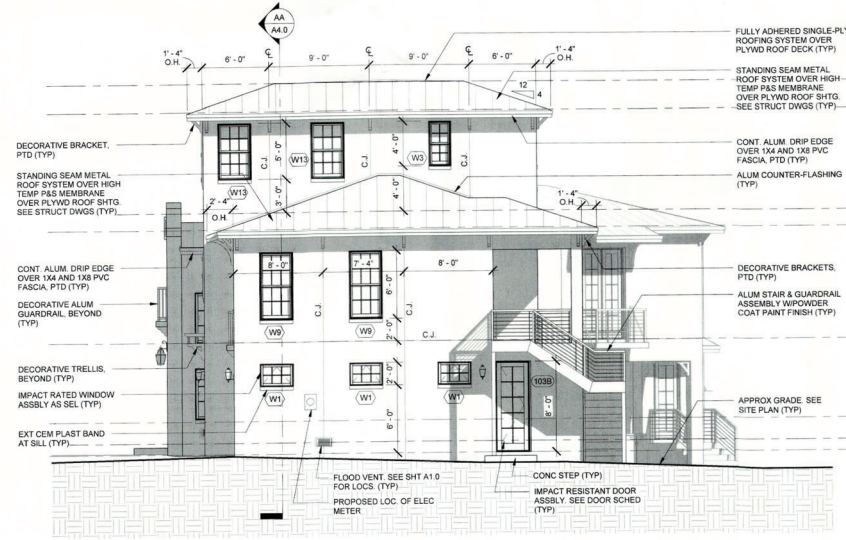 AA
A4.0
1' - 4"
O.H.
6' - 0"
9' - 0"
9' - 0"
6' - 0"
1' - 4"
O.H.
FULLY ADHERED SINGLE-PLY
ROOFING SYSTEM OVER
PLYWD ROOF DECK (TYP)
12
4
STANDING SEAM METAL
ROOF SYSTEM OVER HIGH
TEMP P&S MEMBRANE
OVER PLYWD ROOF SHTG.
SEE STRUCT DWGS (TYP)
DECORATIVE BRACKET,
PTD (TYP)
CONT. ALUM. DRIP EDGE
OVER 1X4 AND 1X8 PVC
FASCIA, PTD (TYP)
W13
C.J.
5' - 0"
W13
C.J.
4' - 0"
W3
C.J.
STANDING SEAM METAL
ROOF SYSTEM OVER HIGH
TEMP P&S MEMBRANE
OVER PLYWD ROOF SHTG.
SEE STRUCT DWGS (TYP)
ALUM COUNTER-FLASHING
(TYP)
2' - 4"
O.H.
3' - 0"
4' - 0"
1' - 4"
O.H.
CONT. ALUM. DRIP EDGE
OVER 1X4 AND 1X8 PVC
FASCIA, PTD (TYP)
8' - 0"
7' - 4"
8' - 0"
6' - 0"
DECORATIVE BRACKETS,
PTD (TYP)
DECORATIVE ALUM
GUARDRAIL, BEYOND
(TYP)
C.J.
C.J.
ALUM STAIR & GUARDRAIL
ASSEMBLY W/POWDER
COAT PAINT FINISH (TYP)
W9
W9
2' - 0"
C.J.
DECORATIVE TRELLIS,
BEYOND (TYP)
2' - 0"
IMPACT RATED WINDOW
ASSBLY AS SEL (TYP)
W1
W1
W1
103B
8' - 0"
6' - 0"
APPROX GRADE. SEE
SITE PLAN (TYP)
EXT CEM PLAST BAND
AT SILL (TYP)
FLOOD VENT. SEE SHT A1.0
FOR LOCS. (TYP)
PROPOSED LOC. OF ELEC
METER
CONC STEP (TYP)
IMPACT RESISTANT DOOR
ASSBLY. SEE DOOR SCHED
(TYP)